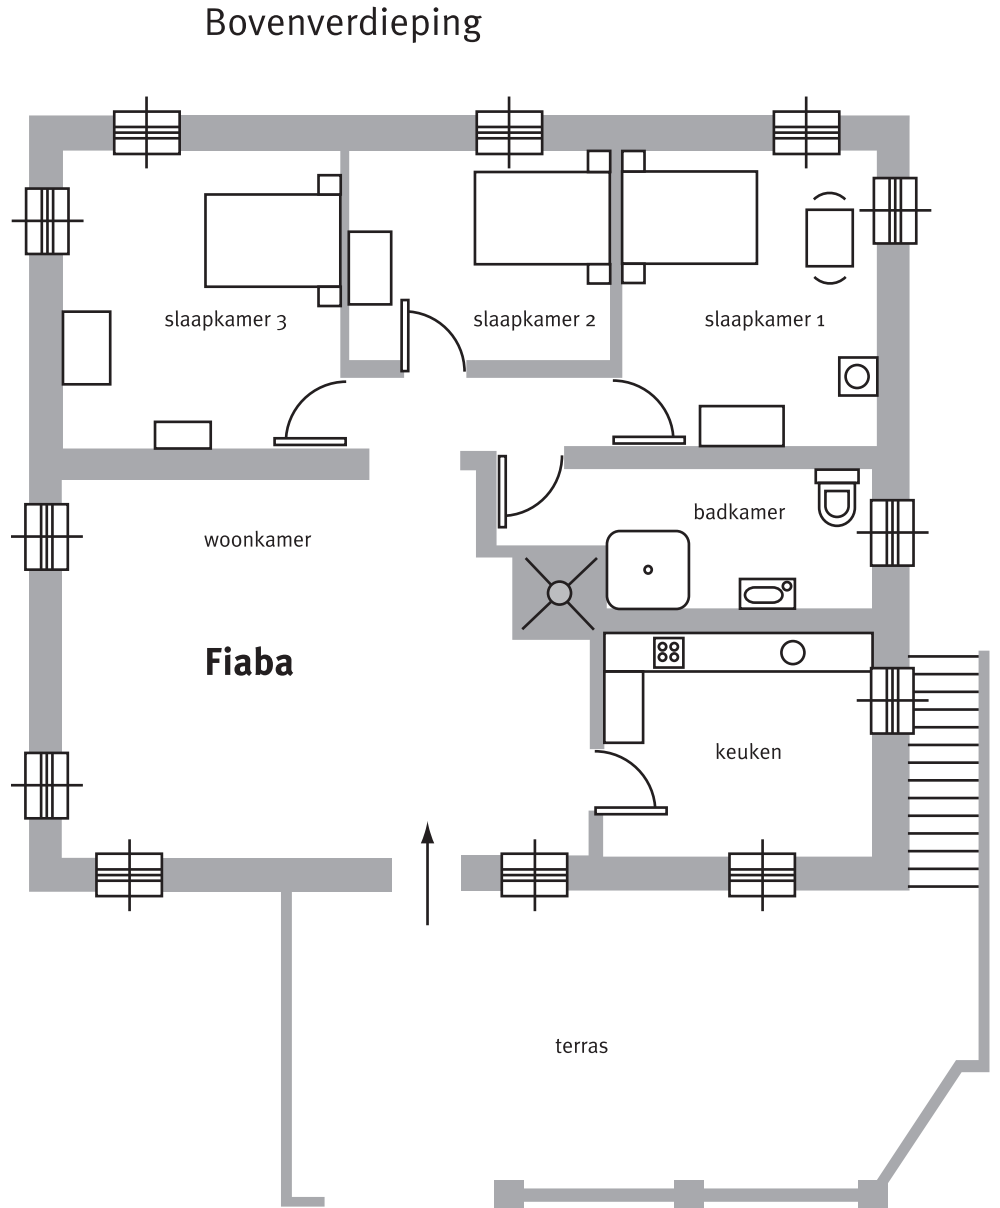 Bovenverdieping
slaapkamer 3
slaapkamer 2
slaapkamer 1
badkamer
woonkamer
Fiaba
keuken
terras